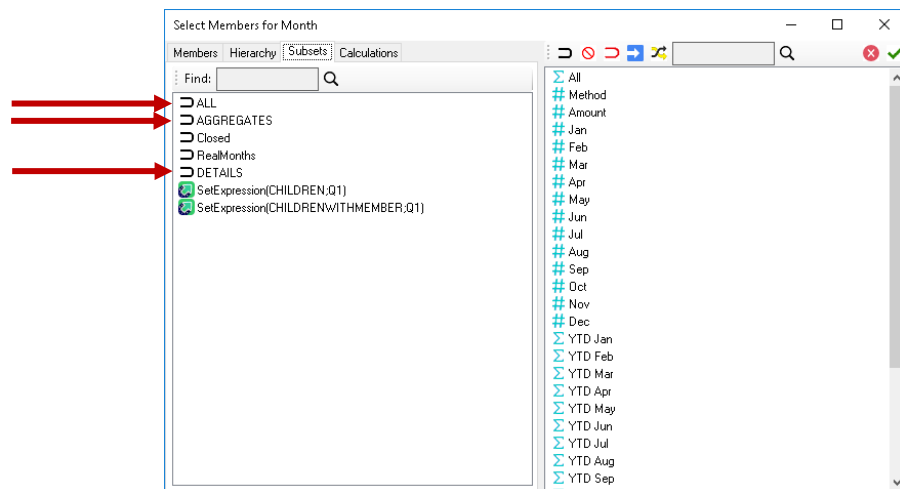 Select Members for Month
Members Hierarchy Subsets Calculations
Find:
ALL
AGGREGATES
Closed
RealMonths
DETAILS
SetExpression(CHILDREN;Q1)
SetExpression(CHILDRENWITHMEMBER;Q1)
All
Method
Amount
Jan
Feb
Mar
Apr
May
Jun
Jul
Aug
Sep
Oct
Nov
Dec
YTD Jan
YTD Feb
YTD Mar
YTD Apr
YTD May
YTD Jun
YTD Jul
YTD Aug
YTD Sep